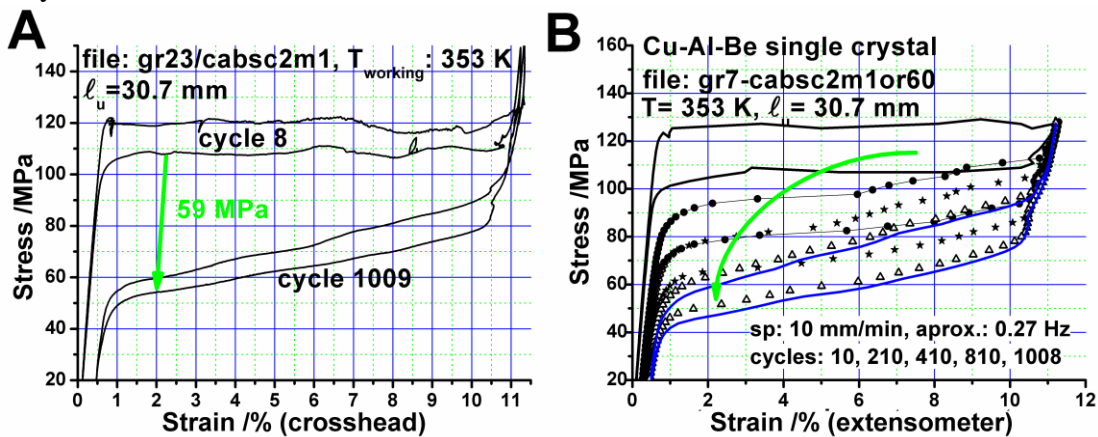 A
file: gr23/cabsc2m1, T working : 353 K
ℓu=30.7 mm
cycle 8
59 MPa
cycle 1009
Stress /MPa
140
120
100
80
60
40
20
0 1 2 3 4 5 6 7 8 9 10 11
Strain /% (crosshead)
B
Cu-Al-Be single crystal
file: gr7-cabsc2m1or60
T= 353 K, ℓu = 30.7 mm
sp: 10 mm/min, aprox.: 0.27 Hz
cycles: 10, 210, 410, 810, 1008
Stress /MPa
160
140
120
100
80
60
40
20
0 2 4 6 8 10 12
Strain /% (extensometer)